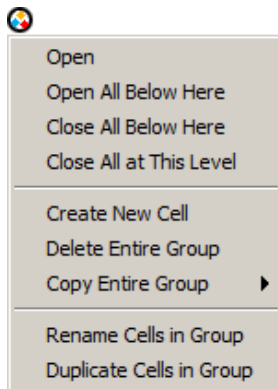 Open
Open All Below Here
Close All Below Here
Close All at This Level
Create New Cell
Delete Entire Group
Copy Entire Group
Rename Cells in Group
Duplicate Cells in Group